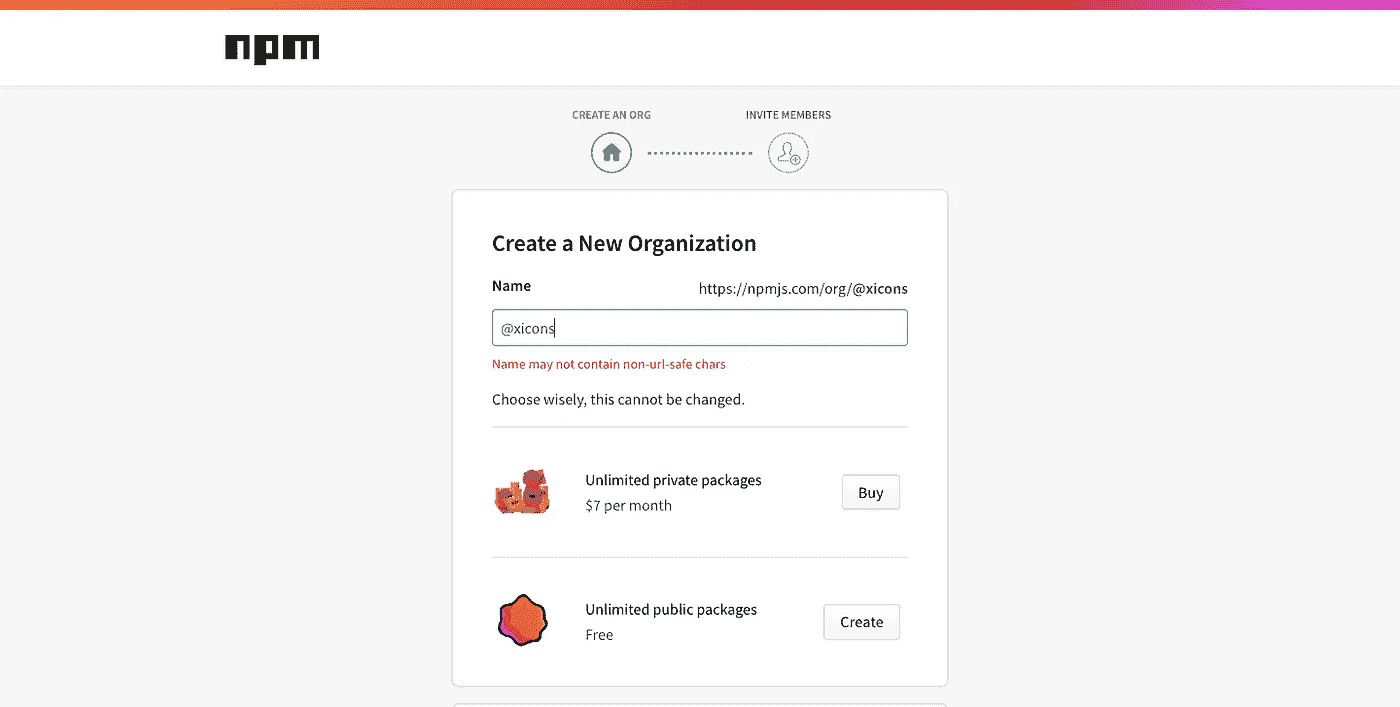 npm
CREATE AN ORG
INVITE MEMBERS
Create a New Organization
Name
https://npmjs.com/org/@xicons
@xicons
Name may not contain non-url-safe chars
Choose wisely, this cannot be changed.
Unlimited private packages
$7 per month
Buy
Unlimited public packages
Free
Create